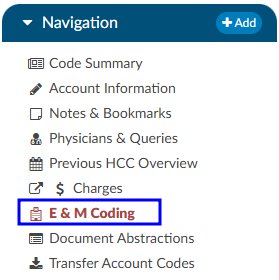 Navigation + Add
Code Summary
Account Information
Notes & Bookmarks
Physicians & Queries
Previous HCC Overview
$ Charges
E & M Coding
Document Abstractions
Transfer Account Codes